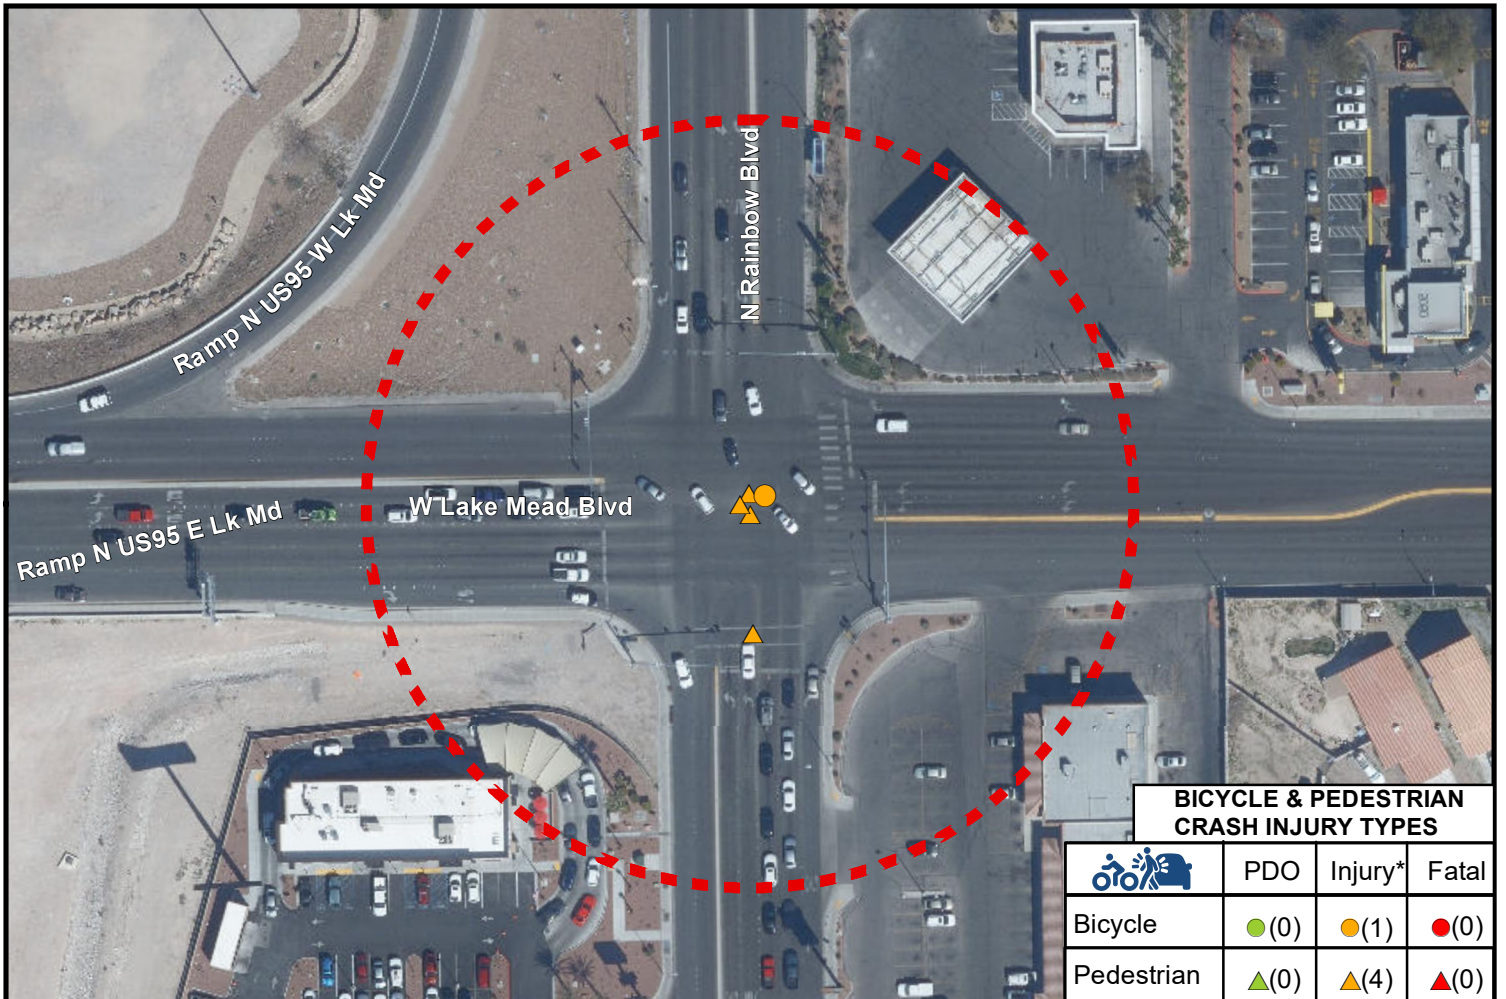 N Rainbow Blvd
Ramp N US95 W Lk Md
W Lake Mead Blvd
Ramp N US95 E Lk Md
BICYCLE & PEDESTRIAN
CRASH INJURY TYPES
PDO Injury* Fatal
Bicycle (0) (1) (0)
Pedestrian (0) (4) (0)